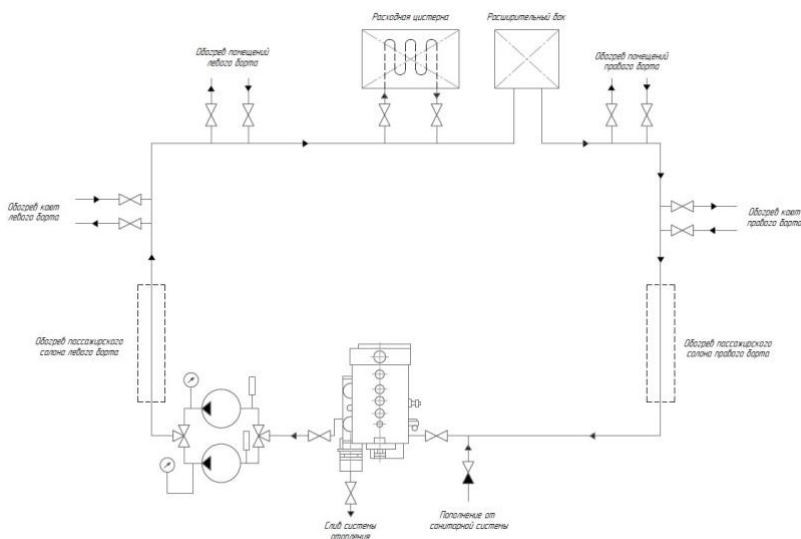 Расходная цистерна
Расширительный бак
Обогрев помещений
левого борта
Обогрев помещений
правого борта
Обогрев кают
левого борта
Обогрев кают
правого борта
Обогрев пассажирского
салона левого борта
Обогрев пассажирского
салона правого борта
Слив системы
отопления
Пополнение от
санитарной системы